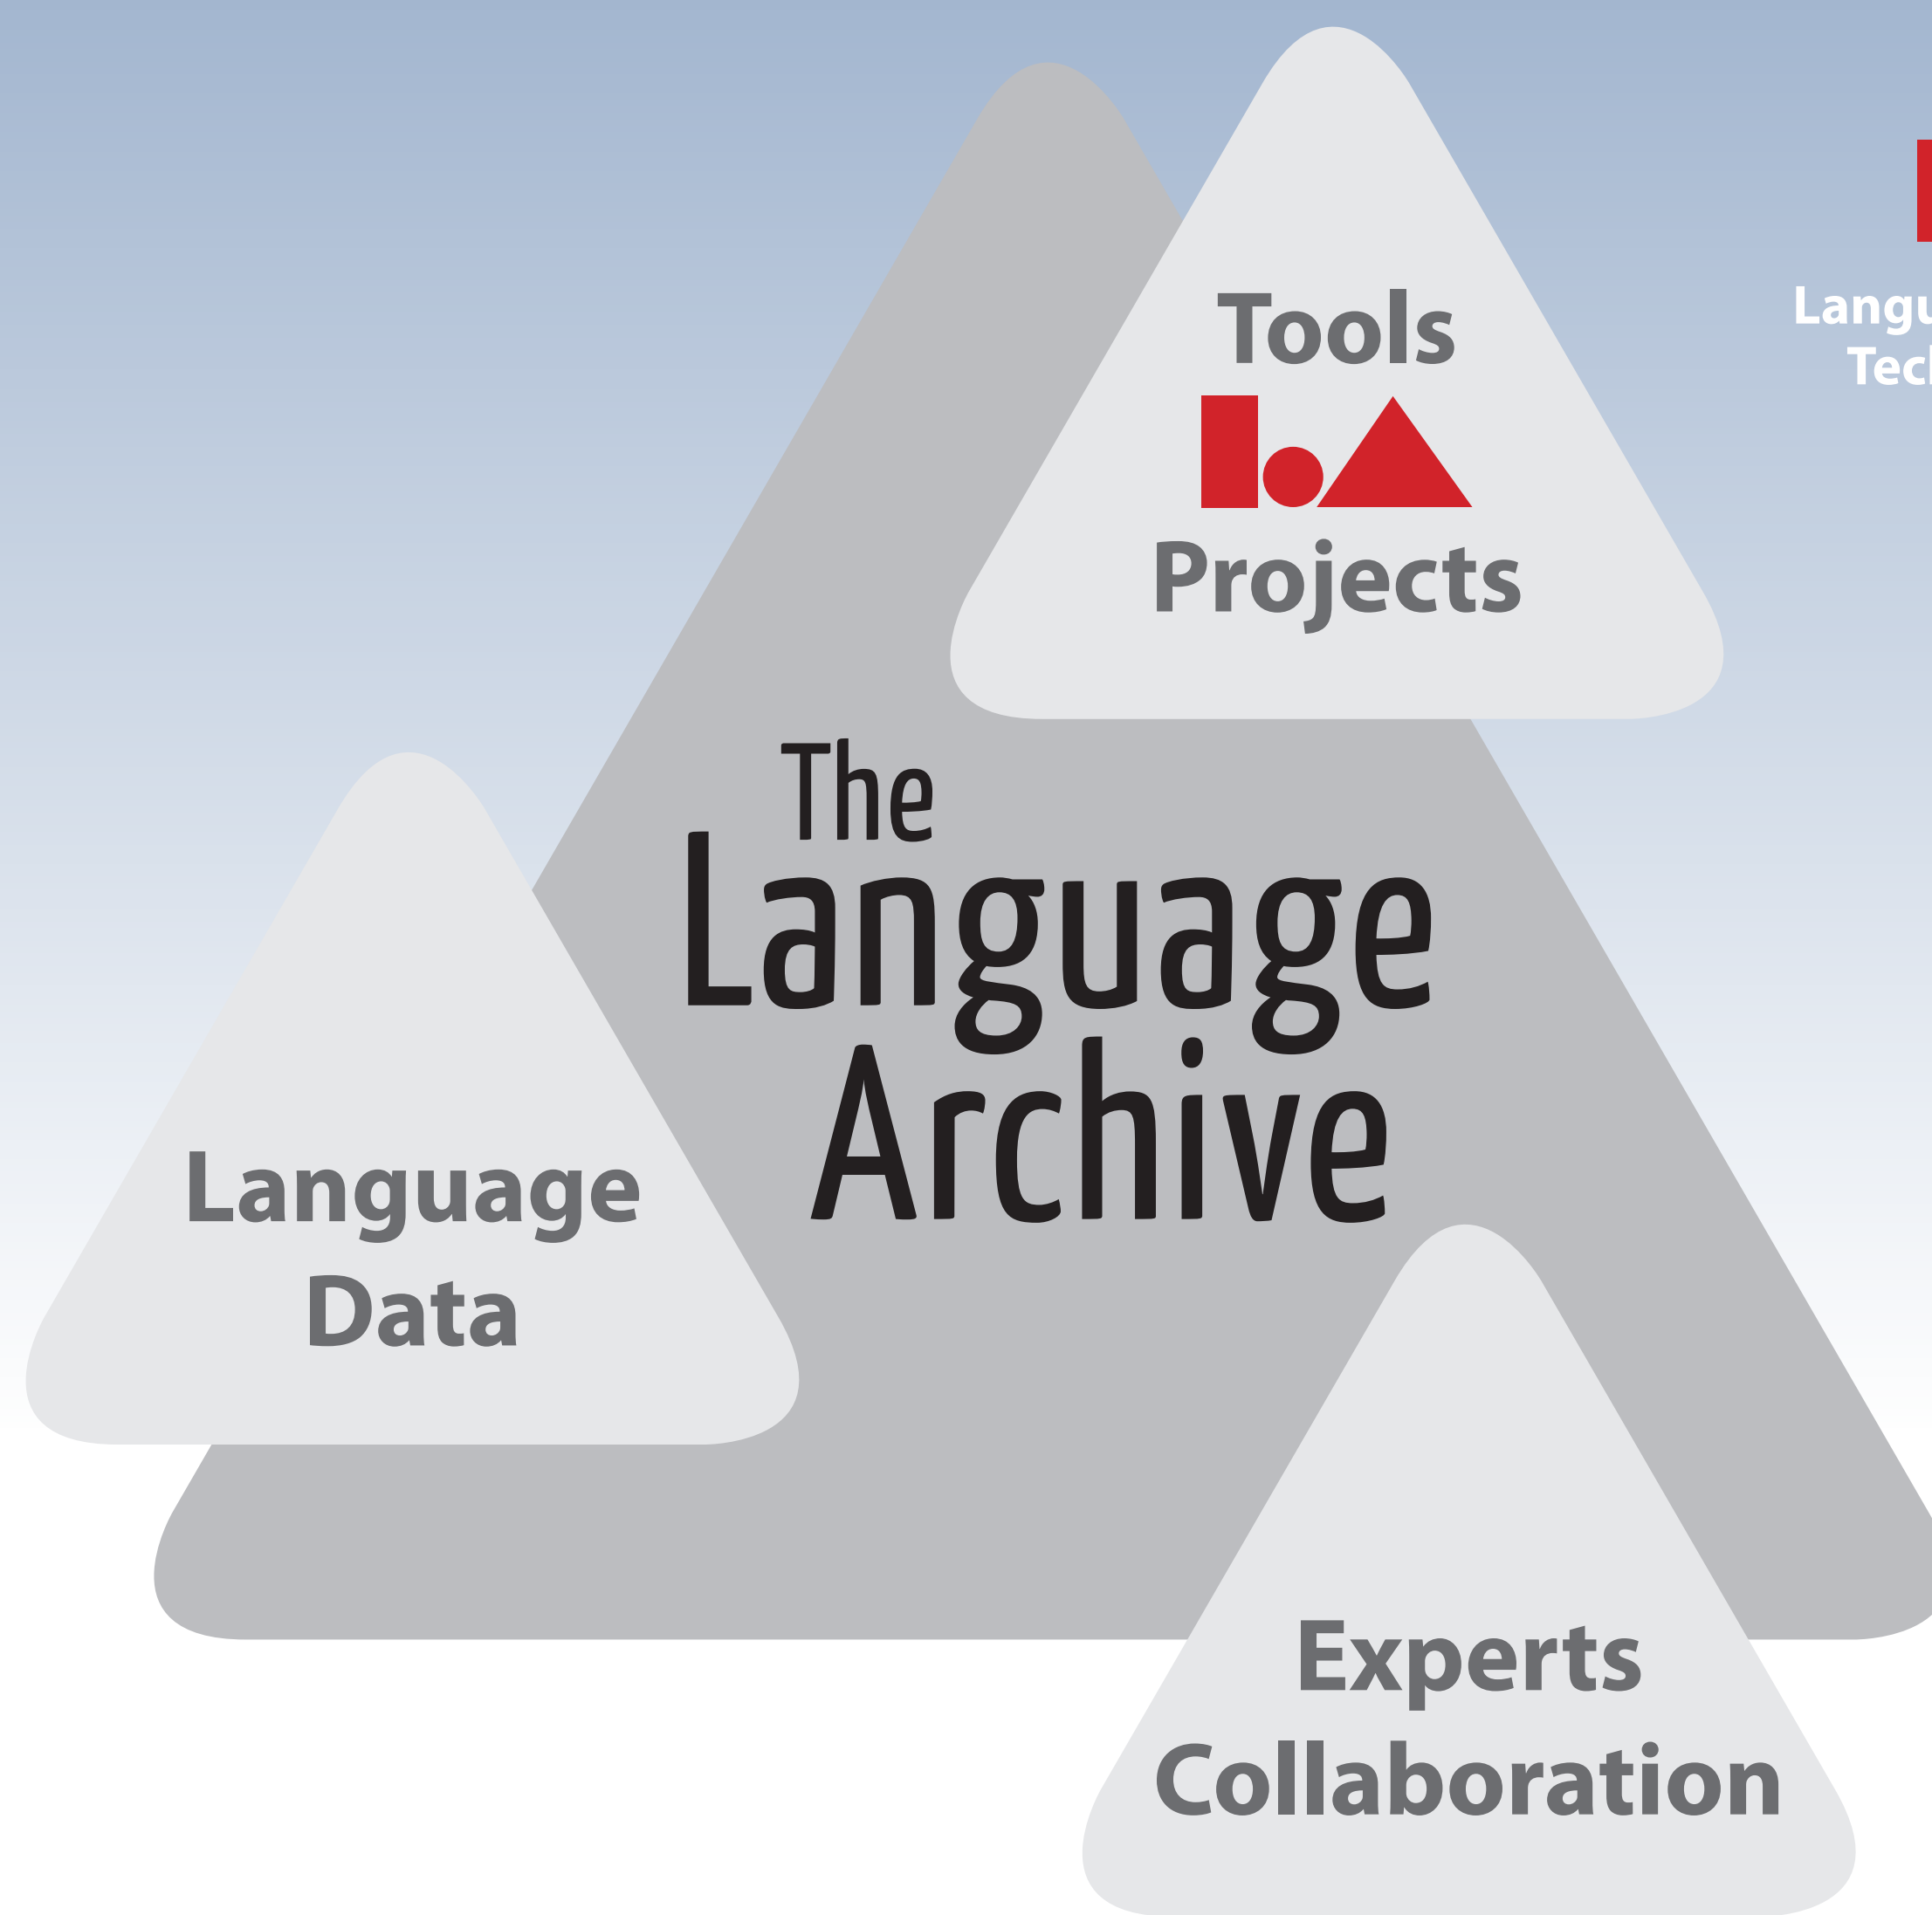 Tools
Projects
The
Language
Archive
Language
Data
Experts
Collaboration